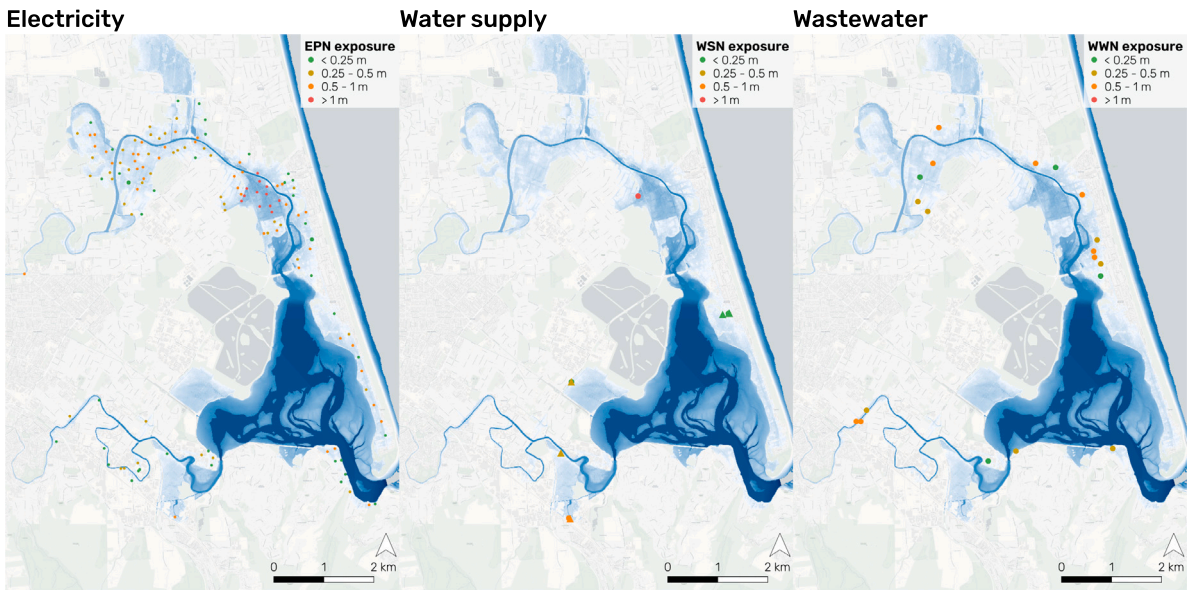 Electricity
EPN exposure
< 0.25 m
0.25 - 0.5 m
0.5 - 1 m
> 1 m
0 1 2 km
Water supply
WSN exposure
< 0.25 m
0.25 - 0.5 m
0.5 - 1 m
> 1 m
0 1 2 km
Wastewater
WWN exposure
< 0.25 m
0.25 - 0.5 m
0.5 - 1 m
> 1 m
0 1 2 km